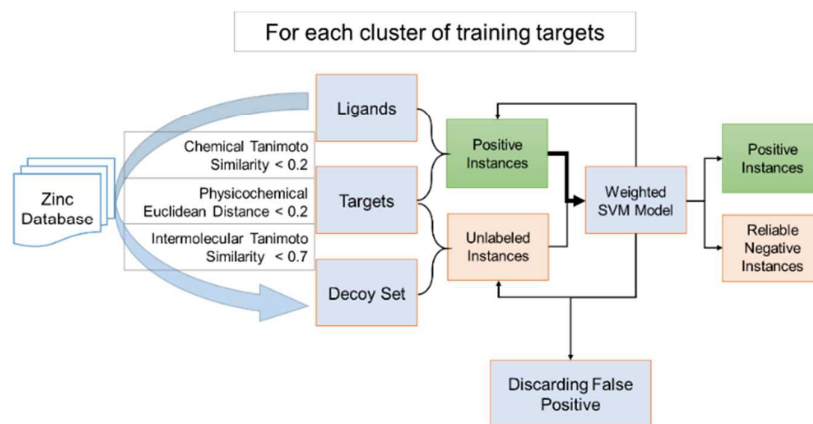 For each cluster of training targets
Ligands
Chemical Tanimoto
Similarity < 0.2
Physicochemical
Euclidean Distance < 0.2
Intermolecular Tanimoto
Similarity < 0.7
Zinc
Database
Targets
Decoy Set
Positive
Instances
Unlabeled
Instances
Weighted
SVM Model
Positive
Instances
Reliable
Negative
Instances
Discarding False
Positive